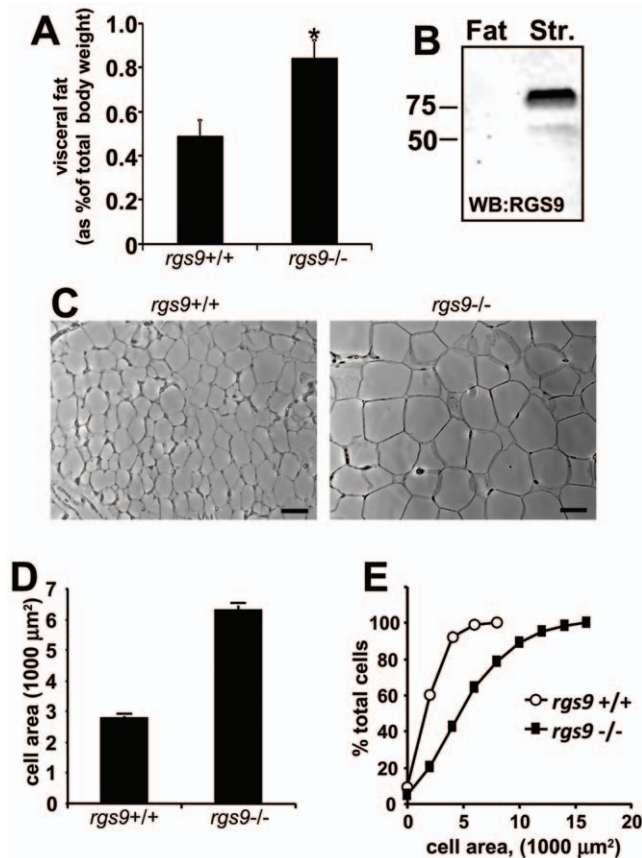 A
visceral fat
(as %of total body weight)
1.0
0.8
0.6
0.4
0.2
0
*
rgs9+/+
rgs9-/-
B
Fat Str.
75
50
WB:RGS9
C
rgs9+/+
rgs9-/-
D
cell area (1000 μm²)
7
6
5
4
3
2
1
0
rgs9+/+
rgs9-/-
E
% total cells
100
80
60
40
20
0
rgs9 +/+
rgs9 -/-
0 5 10 15 20
cell area, (1000 μm²)